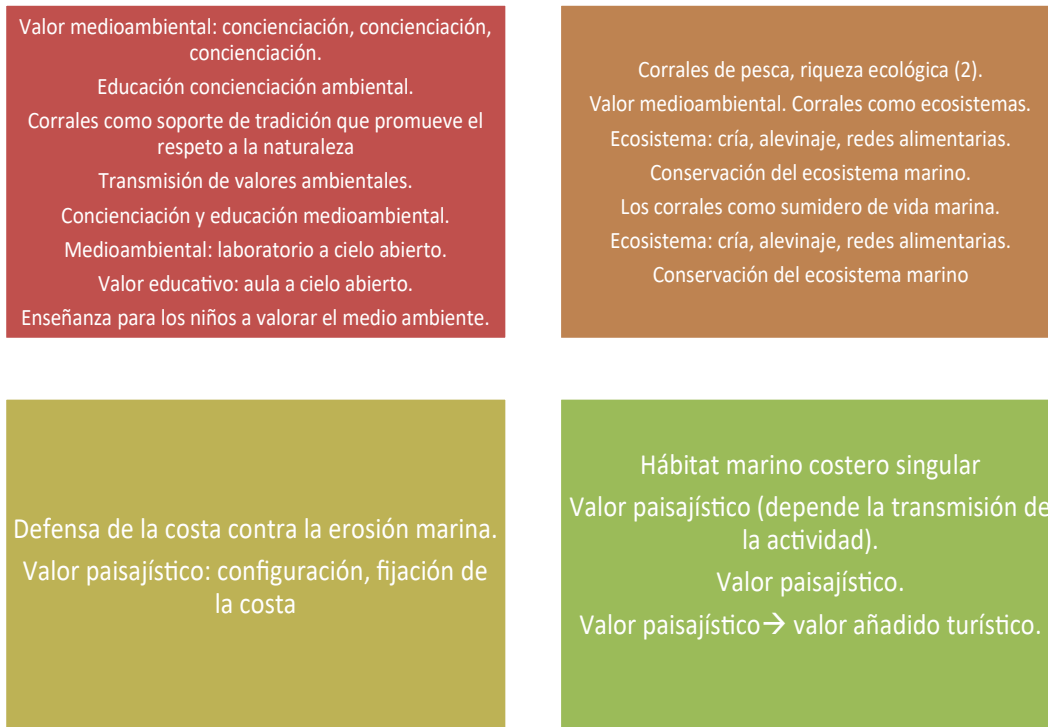 Valor medioambiental: concienciación, concienciación,
concienciación.
Educación concienciación ambiental.
Corrales como soporte de tradición que promueve el
respeto a la naturaleza
Transmisión de valores ambientales.
Concienciación y educación medioambiental.
Medioambiental: laboratorio a cielo abierto.
Valor educativo: aula a cielo abierto.
Enseñanza para los niños a valorar el medio ambiente.
Corrales de pesca, riqueza ecológica (2).
Valor medioambiental. Corrales como ecosistemas.
Ecosistema: cría, alevinaje, redes alimentarias.
Conservación del ecosistema marino.
Los corrales como sumidero de vida marina.
Ecosistema: cría, alevinaje, redes alimentarias.
Conservación del ecosistema marino
Defensa de la costa contra la erosión marina.
Valor paisajístico: configuración, fijación de
la costa
Hábitat marino costero singular
Valor paisajístico (depende la transmisión de
la actividad).
Valor paisajístico.
Valor paisajístico→ valor añadido turístico.